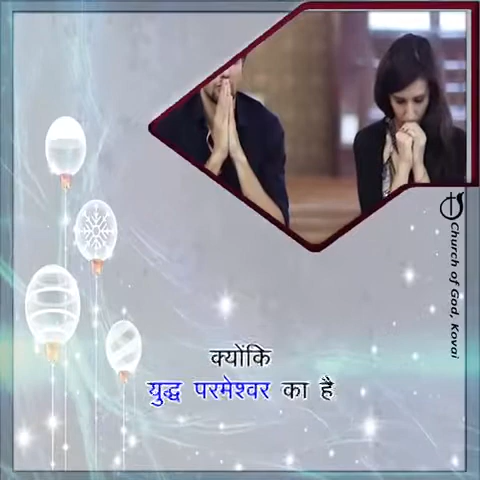 Church of God, Kovai
क्योंकि
युद्ध परमेश्वर का है